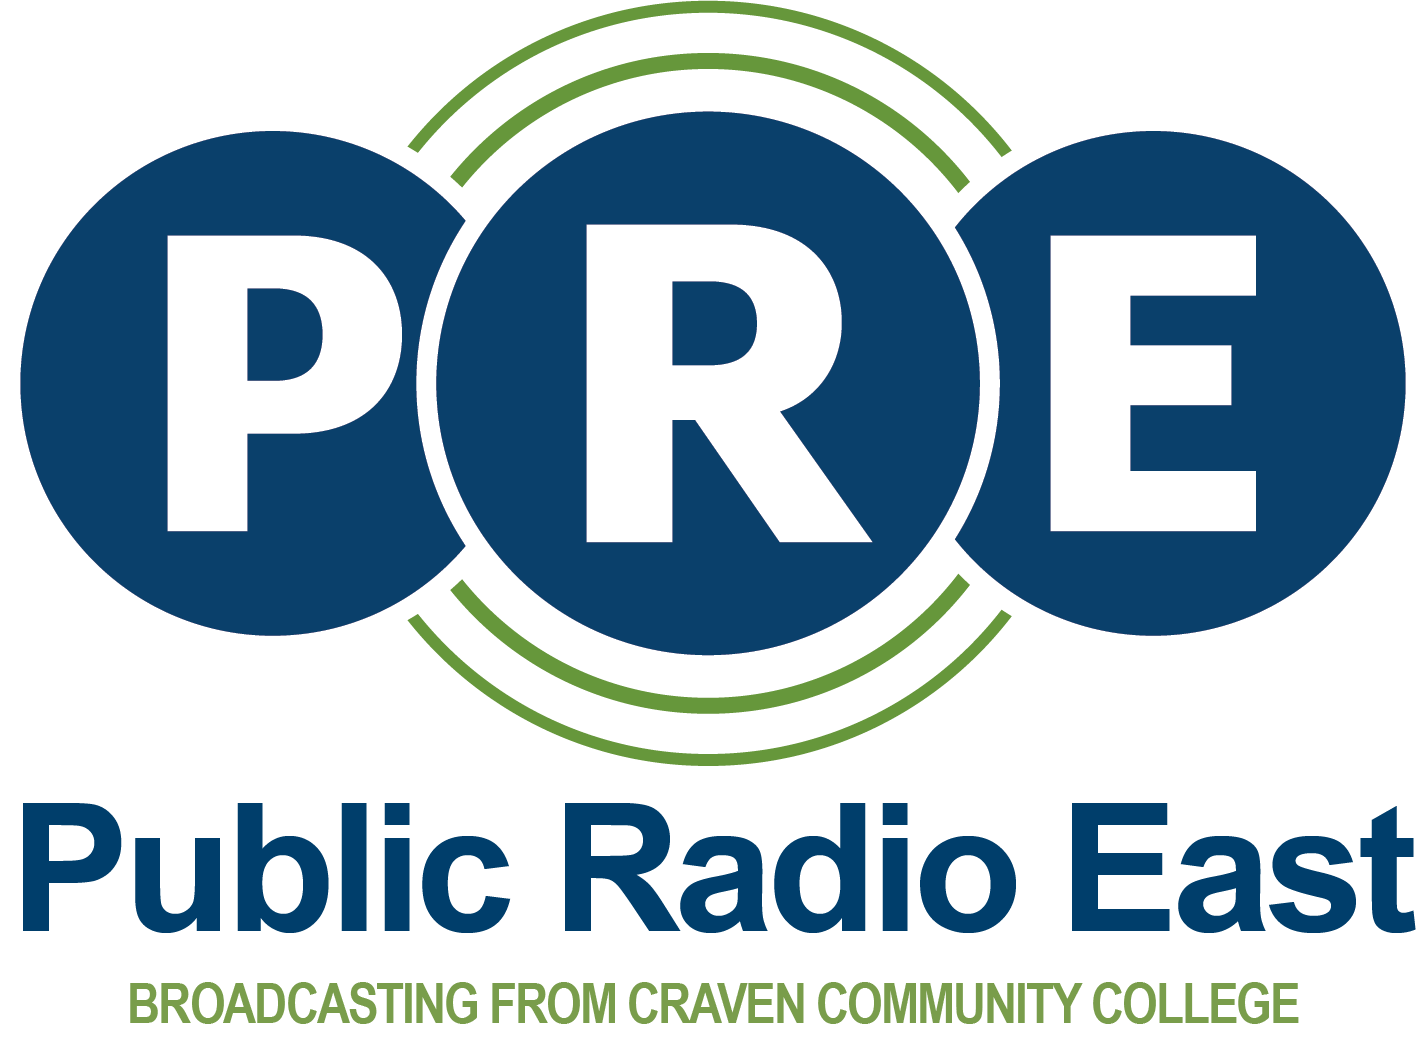 PRE
Public Radio East
BROADCASTING FROM CRAVEN COMMUNITY COLLEGE